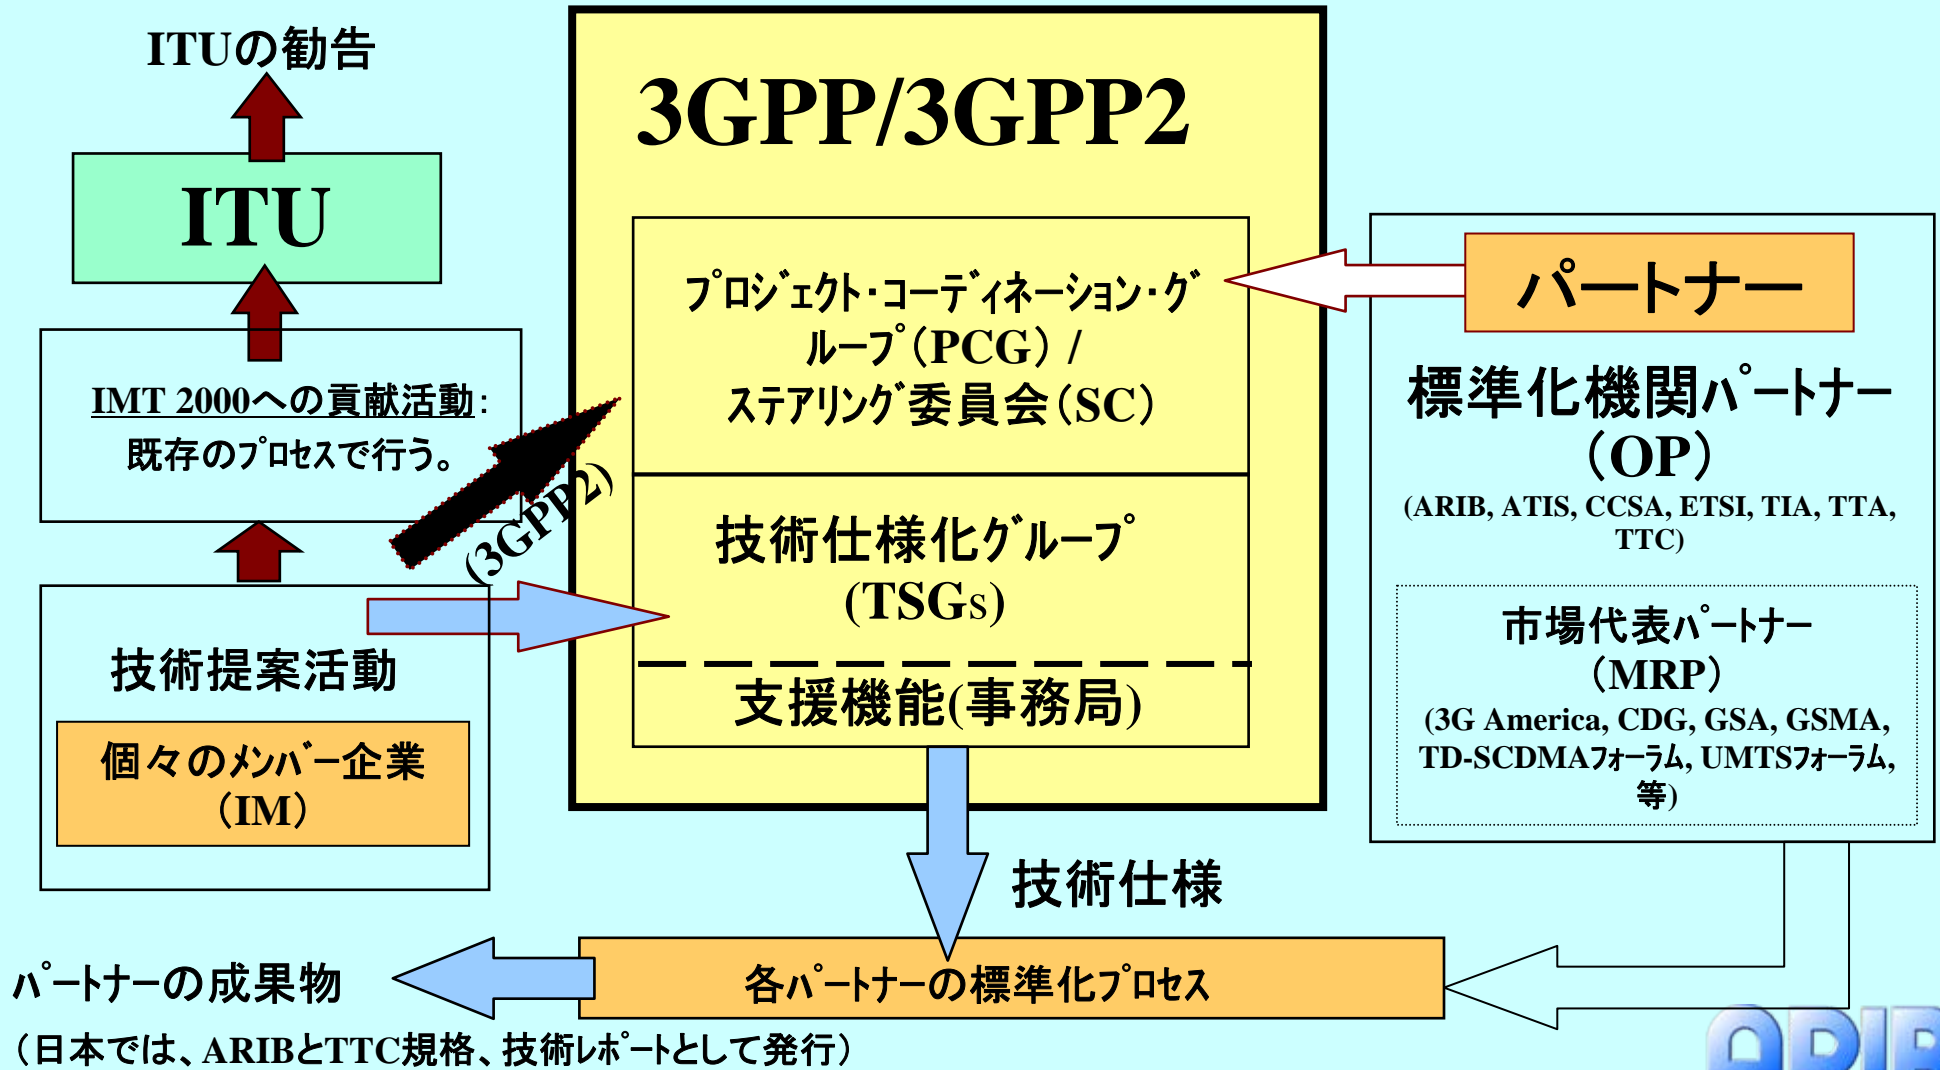 ITUの勧告
ITU
IMT 2000への貢献活動:
既存のプロセスで行う。
技術提案活動
個々のメンバー企業
（IM）
(3GPP2)
3GPP/3GPP2
プロジェクト・コーディネーション・グ
ループ（PCG） /
ステアリング委員会（SC）
技術仕様化グループ
(TSGs)
支援機能(事務局)
パートナー
標準化機関パートナー
（OP）
(ARIB, ATIS, CCSA, ETSI, TIA, TTA,
TTC)
市場代表パートナー
（MRP）
(3G America, CDG, GSA, GSMA,
TD-SCDMAフォーラム, UMTSフォーラム,
等)
技術仕様
各パートナーの標準化プロセス
パートナーの成果物
（日本では、ARIBとTTC規格、技術レポートとして発行）
ARIB